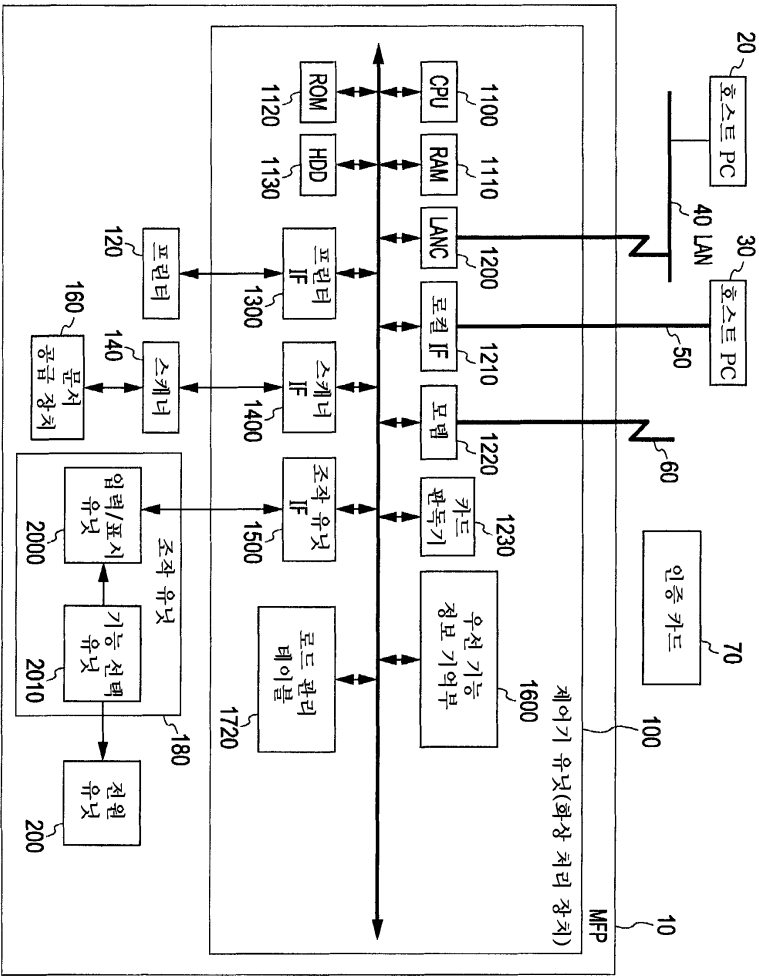 20
호스트 PC
40 LAN
30
호스트 PC
50
60
인증 카드
70
10
MFP
100
제어기 유닛(화상 처리 장치)
1100
CPU
1110
RAM
1200
LANC
1210
로컬 IF
1220
모뎀
1230
카드
판독기
1600
우선 기능
정보 기억부
ROM
1120
HDD
1130
프린터
IF
1300
스캐너
IF
1400
조작 유닛
IF
1500
로드 관리
테이블
1720
프린터
120
스캐너
140
문서
공급 장치
160
조작 유닛
180
입력/표시
유닛
2000
기능 선택
유닛
2010
전원
유닛
200